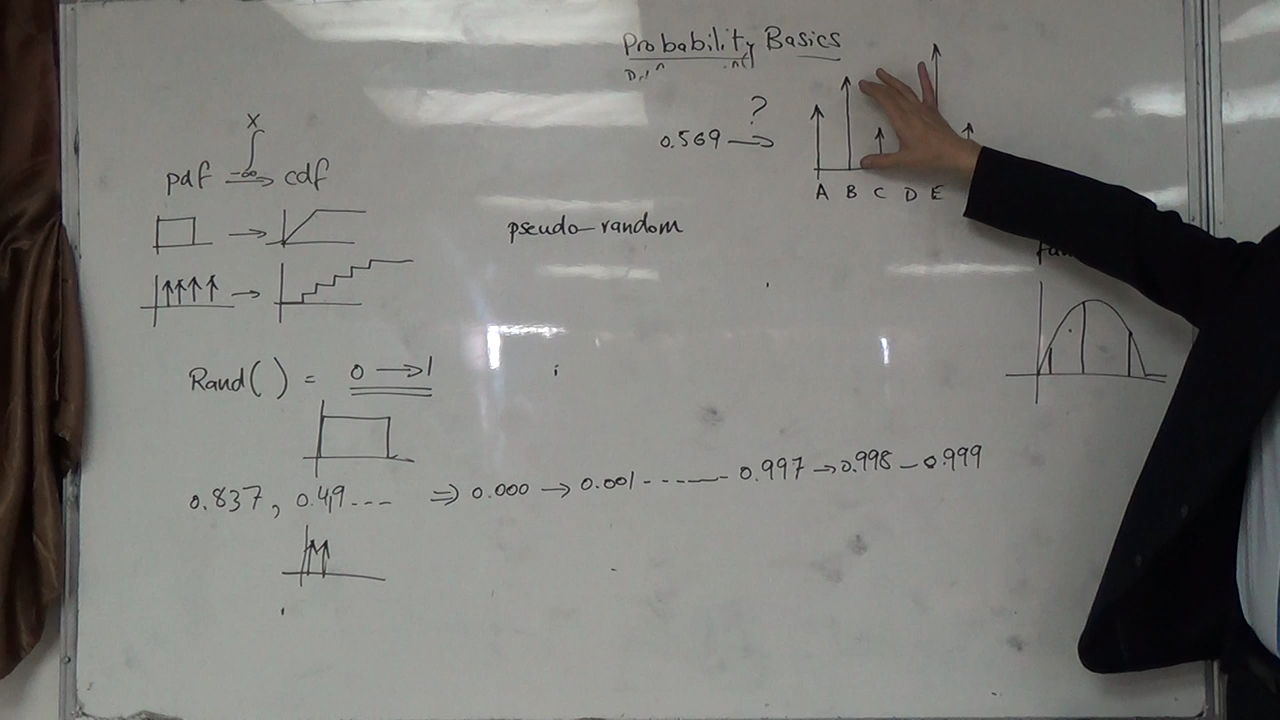 Probability Basics
0.569 → ?
A B C D E
x
∫
-∞
pdf ⇒ cdf
pseudo-random
Rand( ) = 0 → 1
0.837, 0.49 --- ⇒ 0.000 → 0.001 ------- 0.997 → 0.998 - 0.999